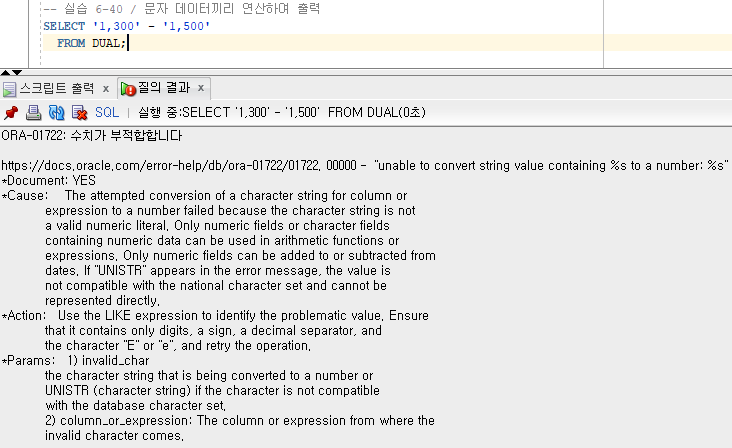 -- 실습 6-40 / 문자 데이터끼리 연산하여 출력
SELECT '1,300' - '1,500'
FROM DUAL;
스크립트 출력 x 질의 결과 x
SQL | 실행 중:SELECT '1,300' - '1,500' FROM DUAL(0초)
ORA-01722: 수치가 부적합합니다
https://docs.oracle.com/error-help/db/ora-01722/01722. 00000 - "unable to convert string value containing %s to a number: %s"
*Document: YES
*Cause: The attempted conversion of a character string for column or
expression to a number failed because the character string is not
a valid numeric literal. Only numeric fields or character fields
containing numeric data can be used in arithmetic functions or
expressions. Only numeric fields can be added to or subtracted from
dates. If "UNISTR" appears in the error message, the value is
not compatible with the national character set and cannot be
represented directly.
*Action: Use the LIKE expression to identify the problematic value. Ensure
that it contains only digits, a sign, a decimal separator, and
the character "E" or "e", and retry the operation.
*Params: 1) invalid_char
the character string that is being converted to a number or
UNISTR (character string) if the character is not compatible
with the database character set.
2) column_or_expression: The column or expression from where the
invalid character comes.